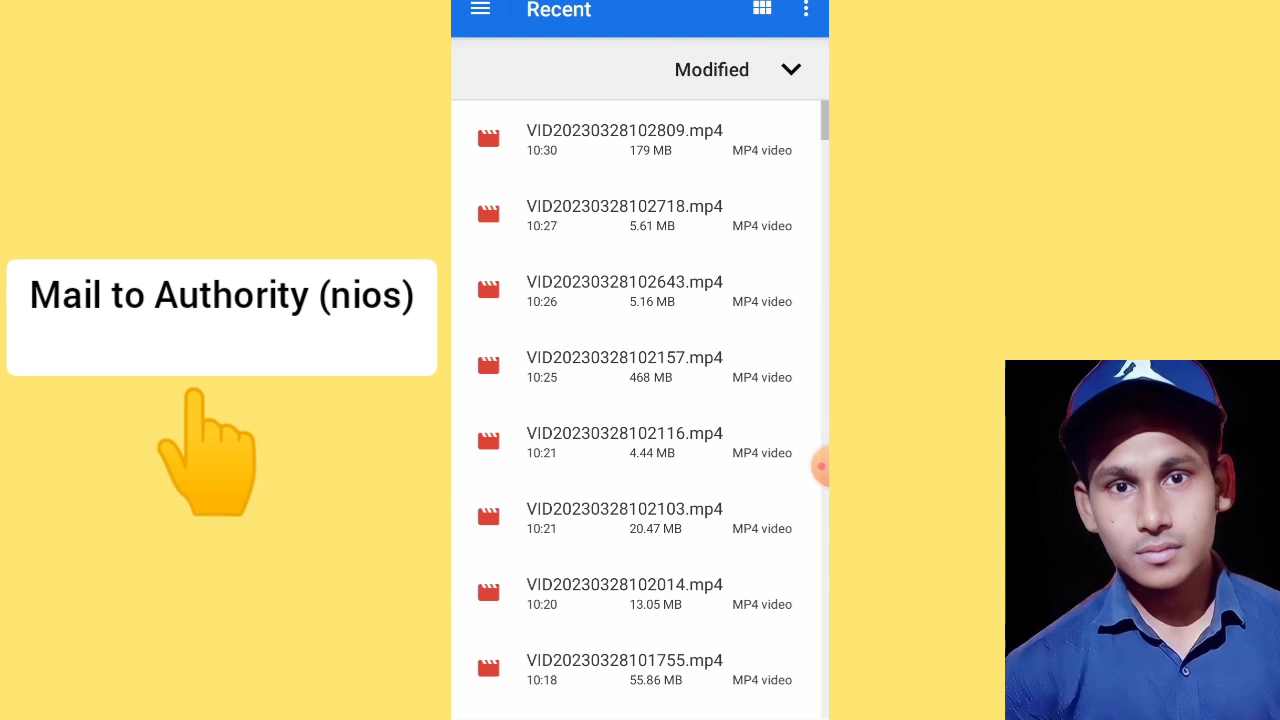 Recent
Modified
VID20230328102809.mp4
10:30 179 MB MP4 video
VID20230328102718.mp4
10:27 5.61 MB MP4 video
VID20230328102643.mp4
10:26 5.16 MB MP4 video
Mail to Authority (nios)
VID20230328102157.mp4
10:25 468 MB MP4 video
VID20230328102116.mp4
10:21 4.44 MB MP4 video
VID20230328102103.mp4
10:21 20.47 MB MP4 video
VID20230328102014.mp4
10:20 13.05 MB MP4 video
VID20230328101755.mp4
10:18 55.86 MB MP4 video